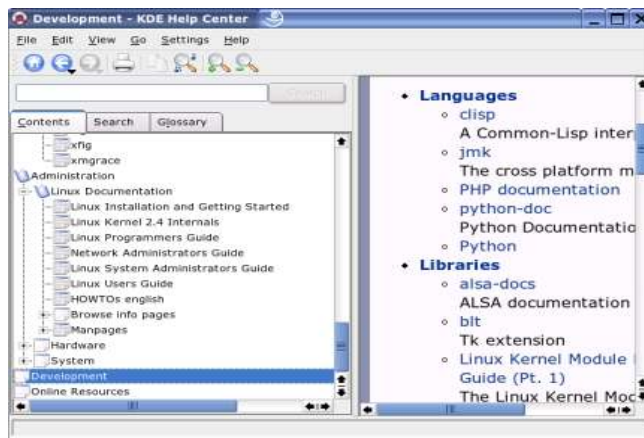 Development - KDE Help Center
File Edit View Go Settings Help
Contents Search Glossary
xfig
xmgrace
Administration
Linux Documentation
Linux Installation and Getting Started
Linux Kernel 2.4 Internals
Linux Programmers Guide
Network Administrators Guide
Linux System Administrators Guide
Linux Users Guide
HOWTOs english
Browse info pages
Manpages
Hardware
System
Development
Online Resources
Languages
clisp
A Common-Lisp inter
jmk
The cross platform m
PHP documentation
python-doc
Python Documentatio
Python
Libraries
alsa-docs
ALSA documentation
blt
Tk extension
Linux Kernel Module
Guide (Pt. 1)
The Linux Kernel Moc